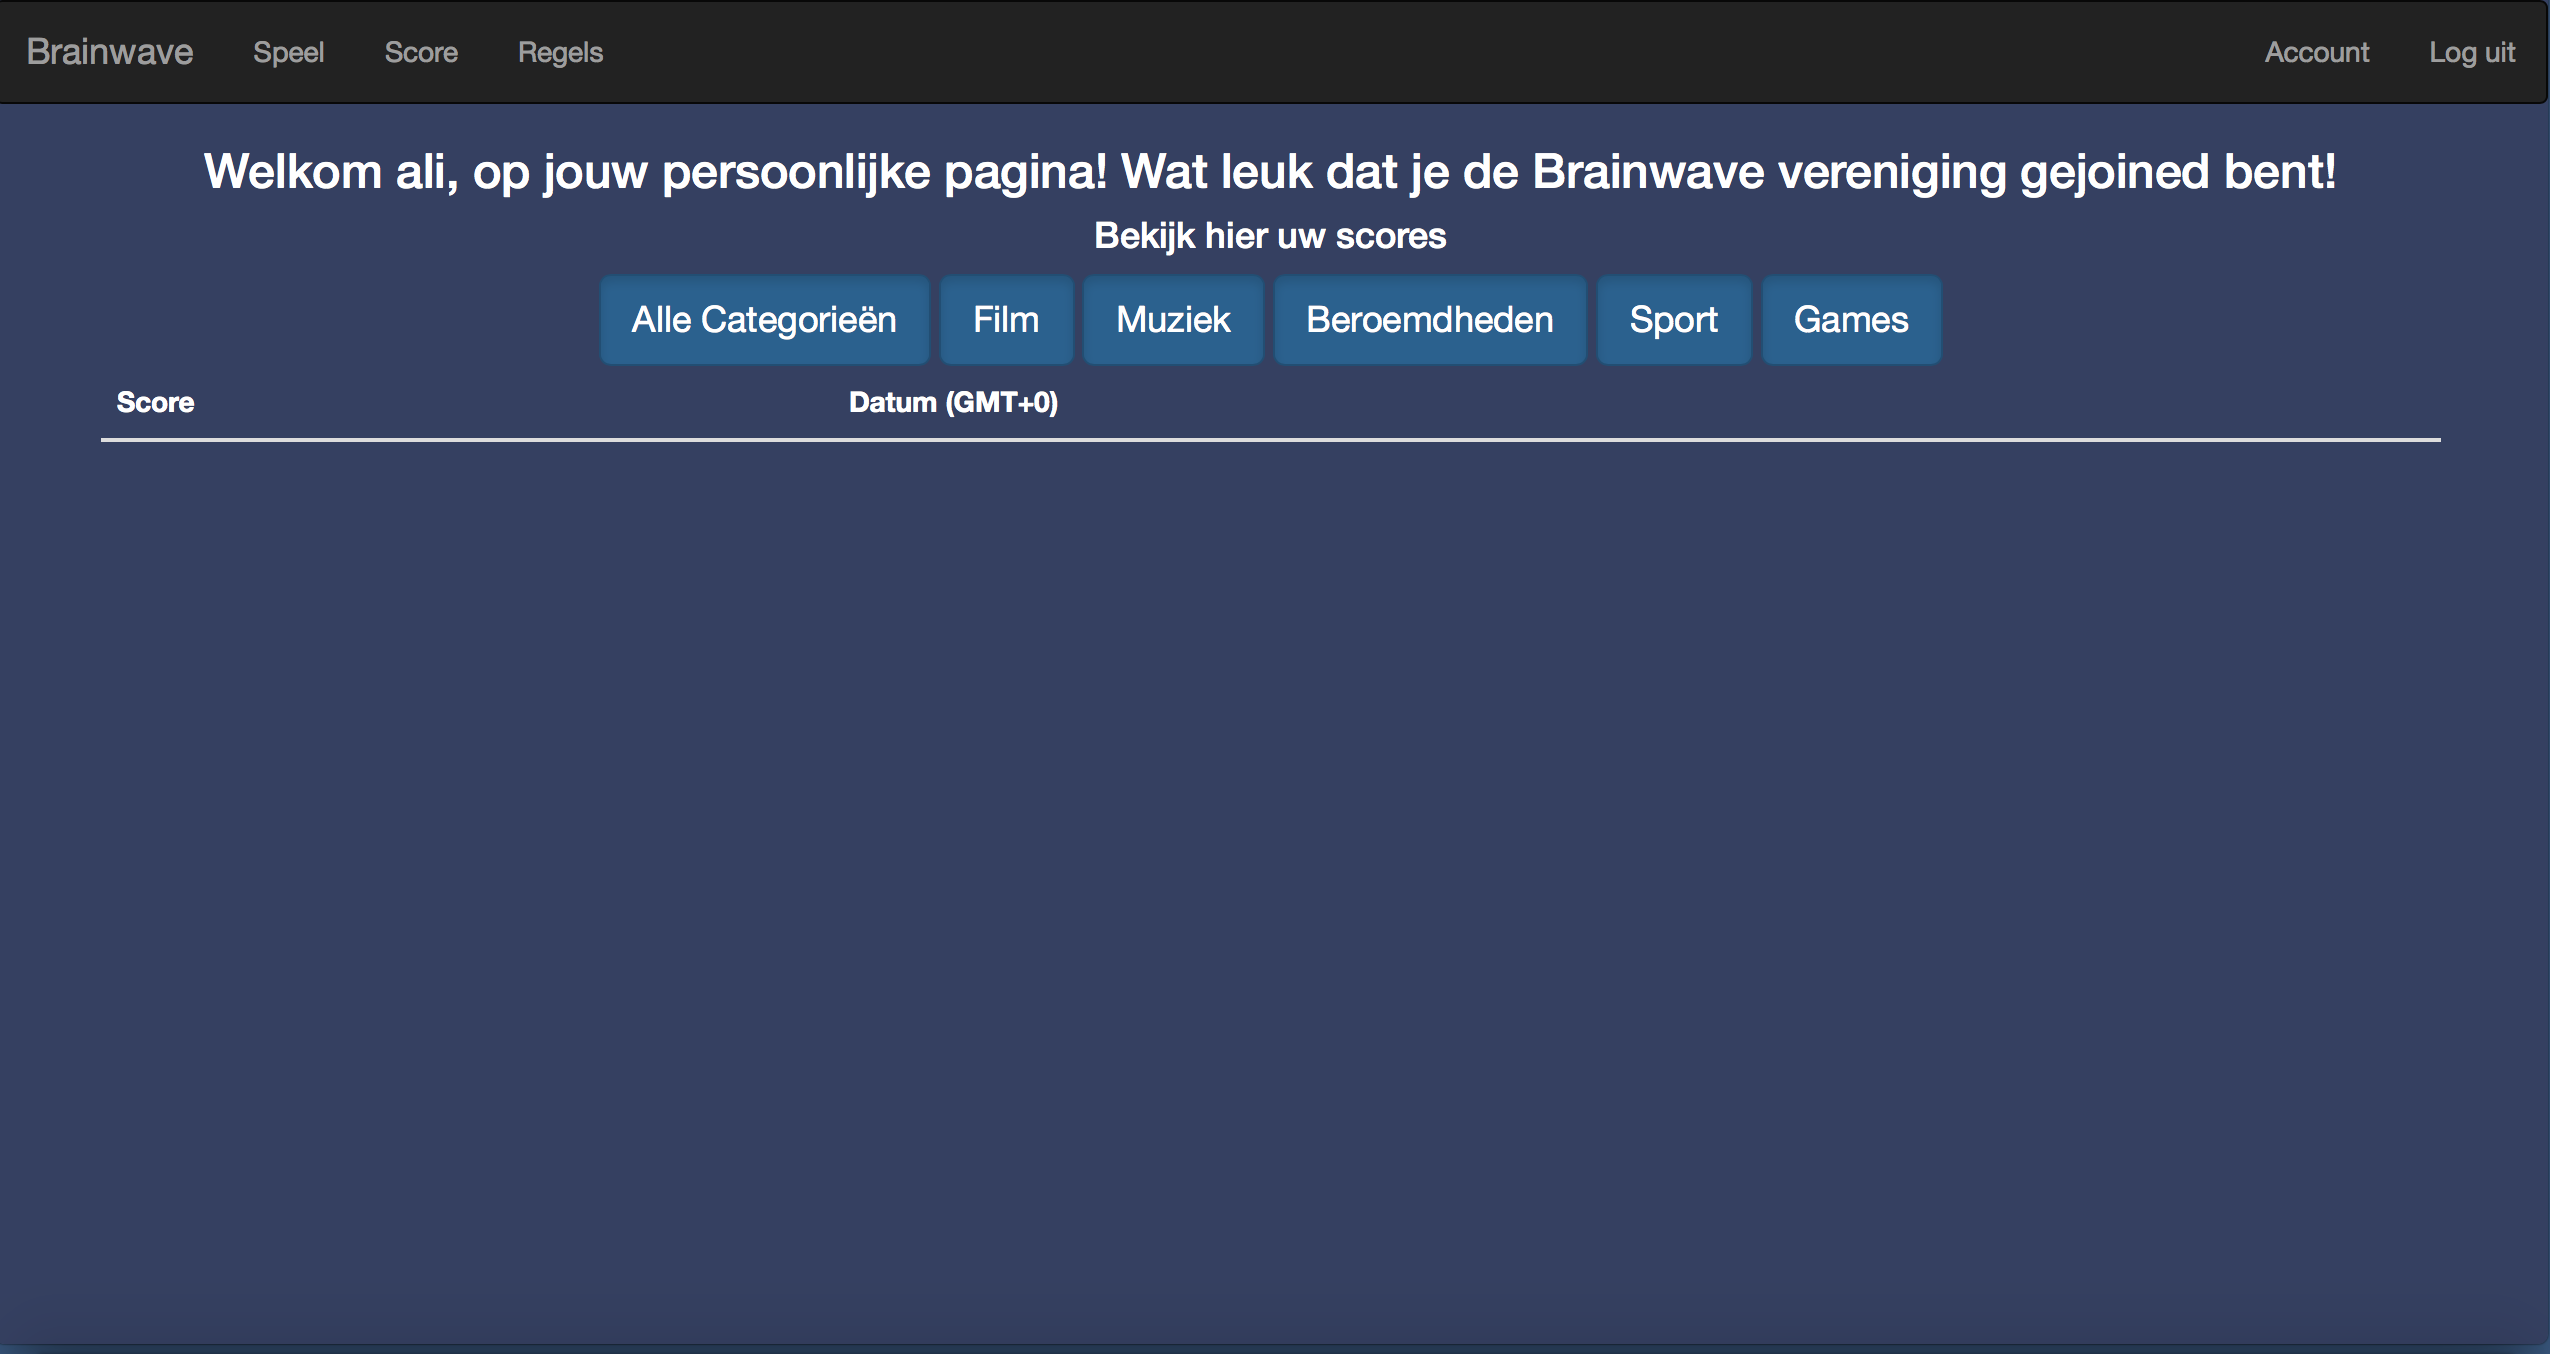 Brainwave Speel Score Regels Account Log uit
Welkom ali, op jouw persoonlijke pagina! Wat leuk dat je de Brainwave vereniging gejoined bent!
Bekijk hier uw scores
Alle Categorieën Film Muziek Beroemdheden Sport Games
Score Datum (GMT+0)